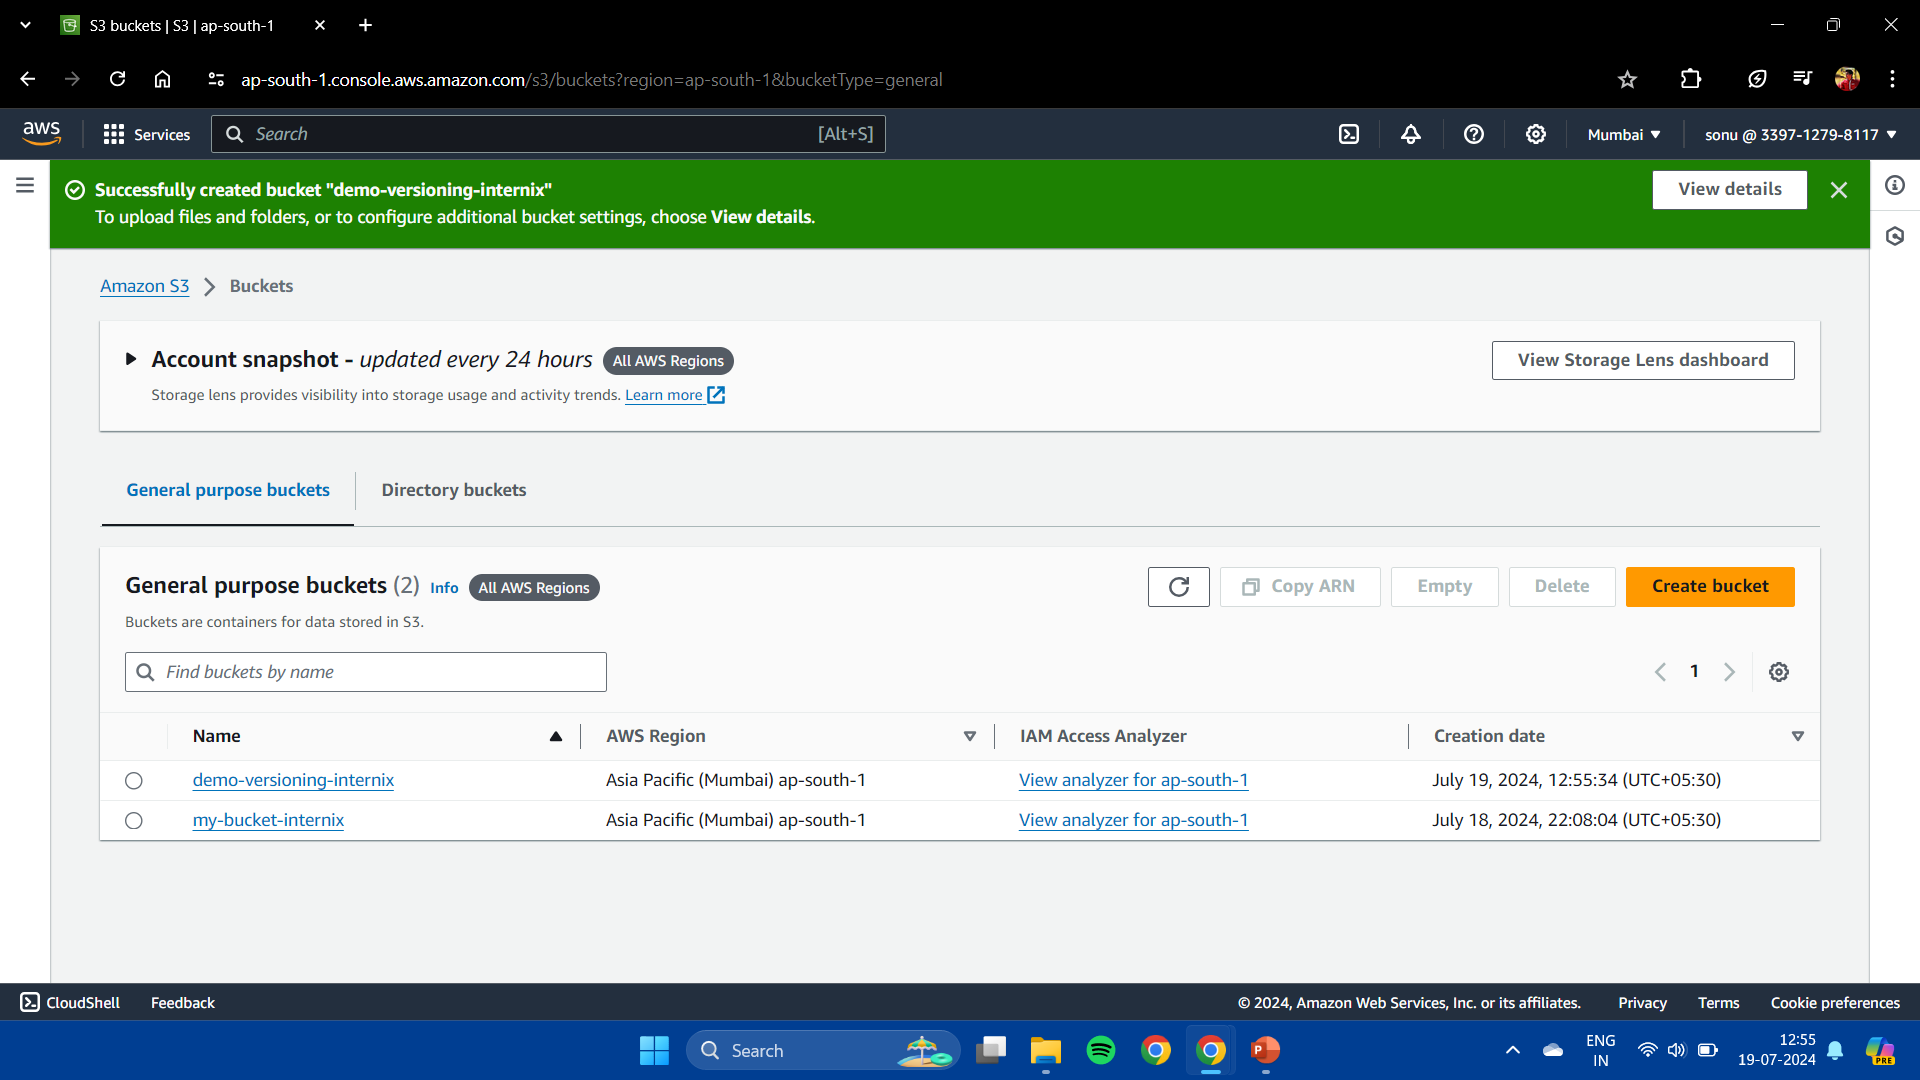 S3 buckets | S3 | ap-south-1
ap-south-1.console.aws.amazon.com/s3/buckets?region=ap-south-1&bucketType=general
aws
Services
Search
[Alt+S]
Mumbai
sonu @ 3397-1279-8117
Successfully created bucket "demo-versioning-internix"
To upload files and folders, or to configure additional bucket settings, choose View details.
View details
Amazon S3
Buckets
Account snapshot - updated every 24 hours
All AWS Regions
View Storage Lens dashboard
Storage lens provides visibility into storage usage and activity trends. Learn more
General purpose buckets
Directory buckets
General purpose buckets (2) Info
All AWS Regions
Copy ARN
Empty
Delete
Create bucket
Buckets are containers for data stored in S3.
Find buckets by name
1
Name
AWS Region
IAM Access Analyzer
Creation date
demo-versioning-internix
Asia Pacific (Mumbai) ap-south-1
View analyzer for ap-south-1
July 19, 2024, 12:55:34 (UTC+05:30)
my-bucket-internix
Asia Pacific (Mumbai) ap-south-1
View analyzer for ap-south-1
July 18, 2024, 22:08:04 (UTC+05:30)
CloudShell
Feedback
© 2024, Amazon Web Services, Inc. or its affiliates.
Privacy
Terms
Cookie preferences
Search
P
ENG
IN
12:55
19-07-2024
PRE